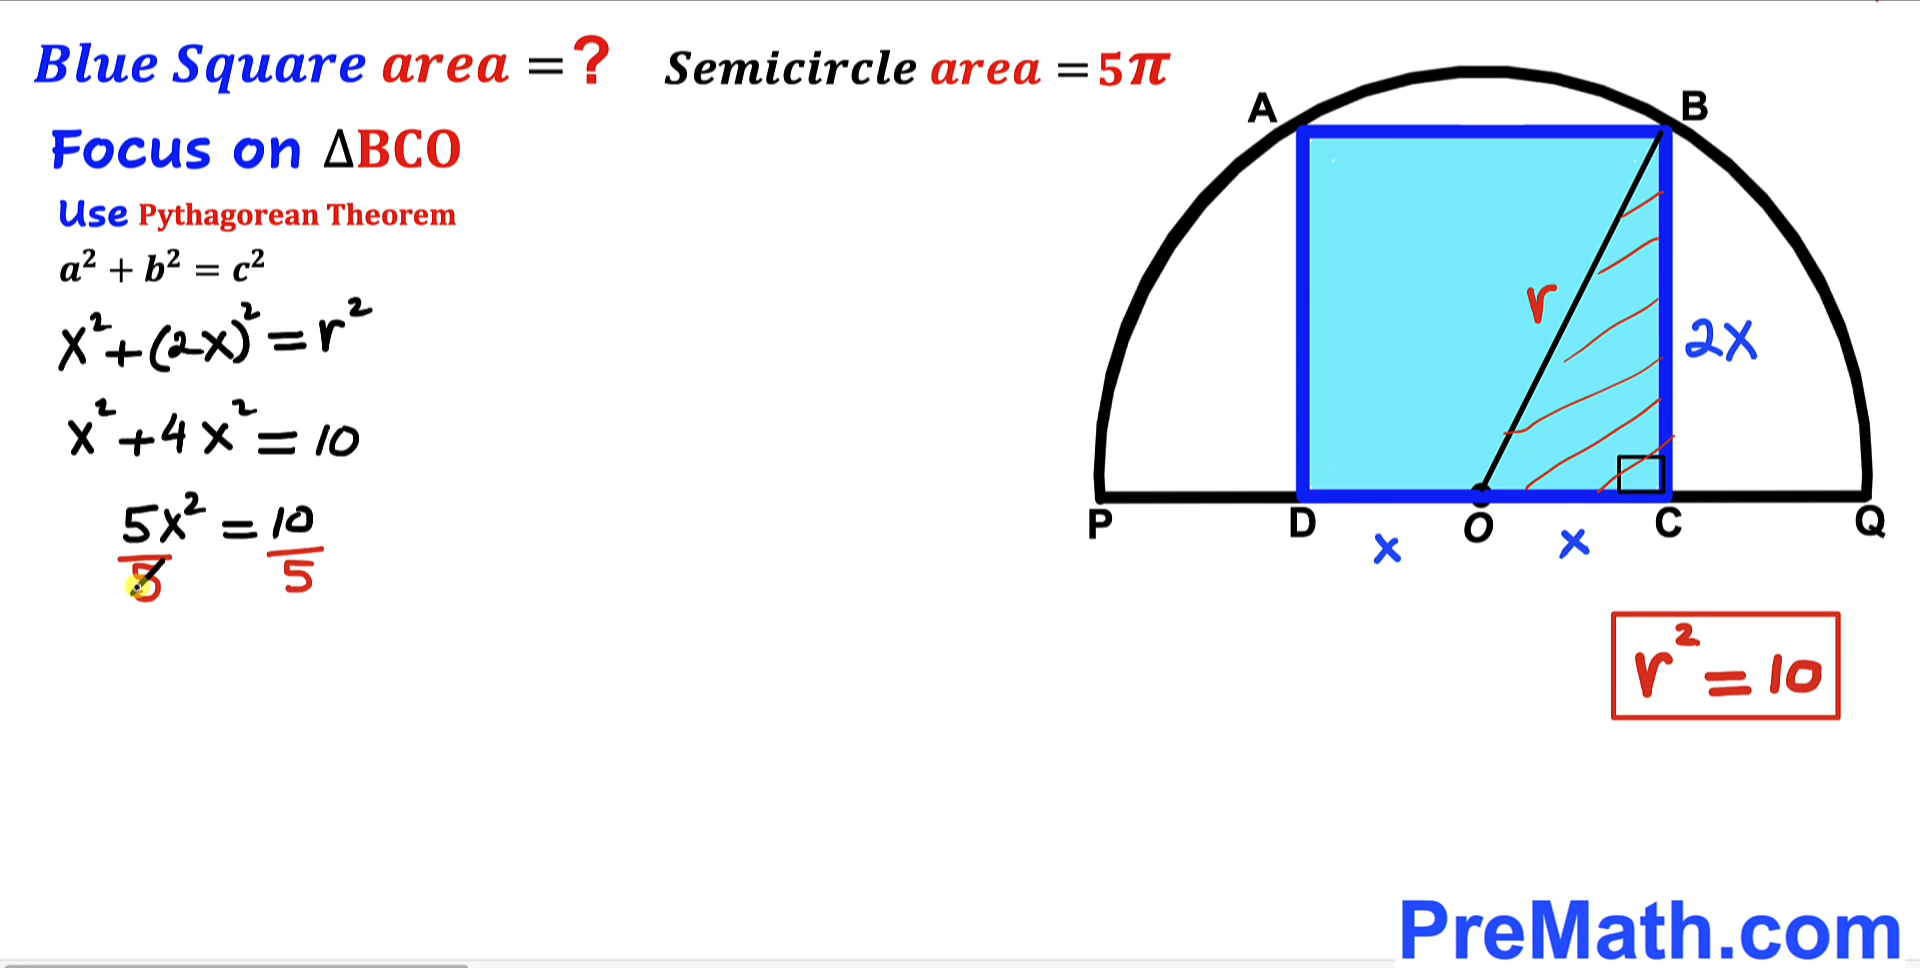 Blue Square area = ? Semicircle area = 5π
Focus on ΔBCO
Use Pythagorean Theorem
a² + b² = c²
x² + (2x)² = r²
x² + 4x² = 10
5x² = 10
5 5
A B
r
2x
P D O C Q
x x
r² = 10
PreMath.com